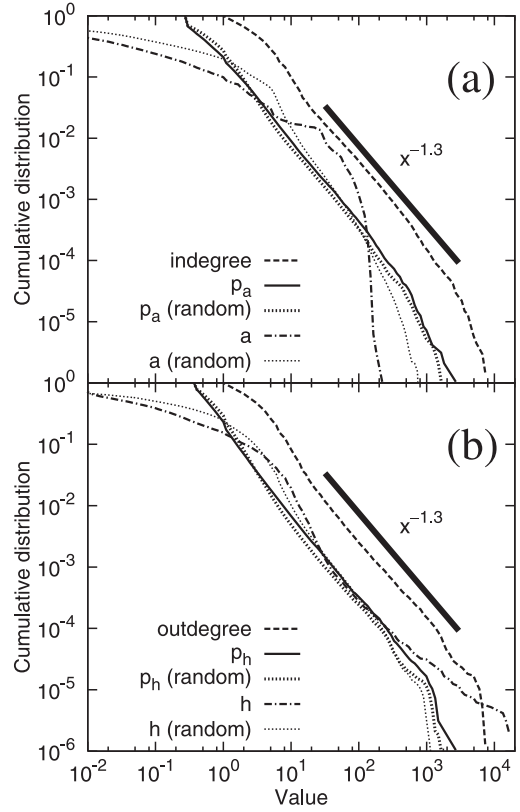 10^0
10^-1
10^-2
10^-3
10^-4
10^-5
10^0
10^-1
10^-2
10^-3
10^-4
10^-5
10^-6
Cumulative distribution
Cumulative distribution
(a)
x^-1.3
indegree
p_a
p_a (random)
a
a (random)
(b)
x^-1.3
outdegree
p_h
p_h (random)
h
h (random)
10^-2 10^-1 10^0 10^1 10^2 10^3 10^4
Value